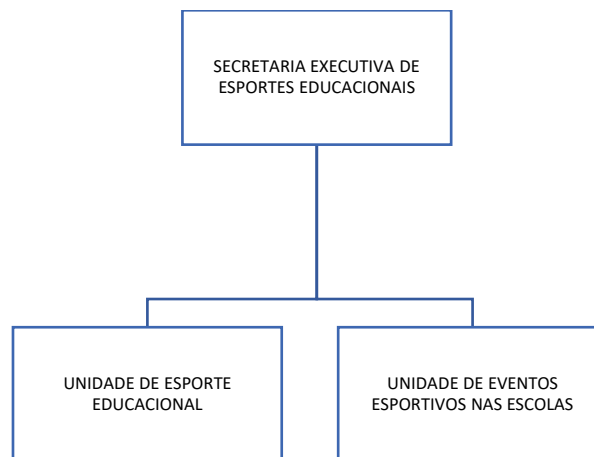 SECRETARIA EXECUTIVA DE
ESPORTES EDUCACIONAIS
UNIDADE DE ESPORTE
EDUCACIONAL
UNIDADE DE EVENTOS
ESPORTIVOS NAS ESCOLAS